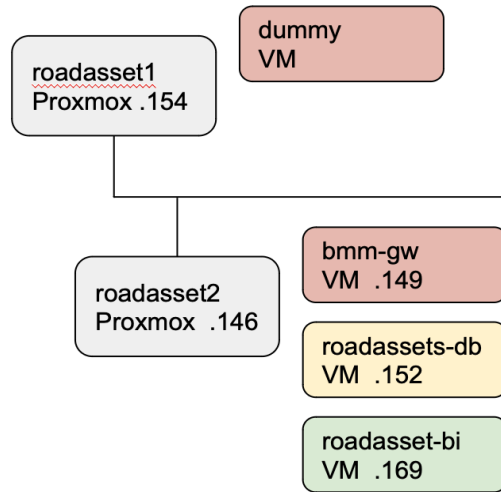 dummy
VM
roadasset1
Proxmox .154
bmm-gw
VM .149
roadasset2
Proxmox .146
roadassets-db
VM .152
roadasset-bi
VM .169